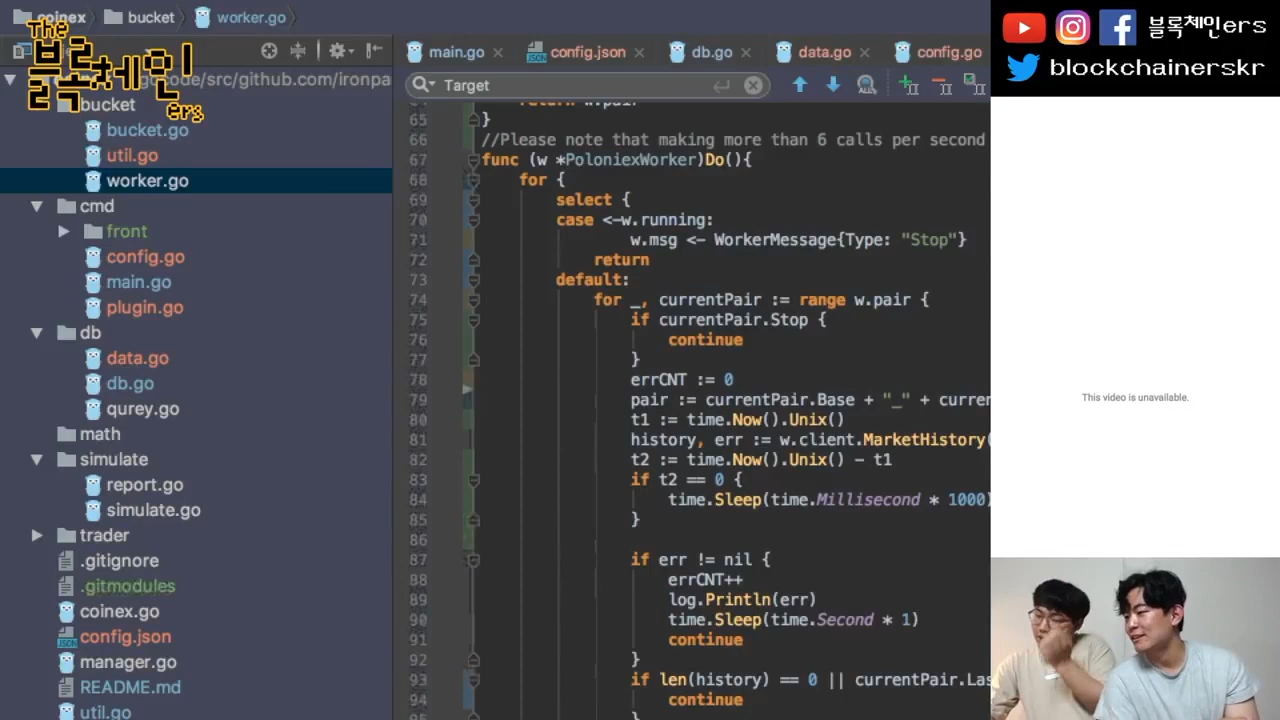 coinex
bucket
worker.go
The
블록체인
ers
code/src/github.com/ironpa
bucket
bucket.go
util.go
worker.go
cmd
front
config.go
main.go
plugin.go
db
data.go
db.go
qurey.go
math
simulate
report.go
simulate.go
trader
.gitignore
.gitmodules
coinex.go
config.json
manager.go
README.md
util.go
main.go
config.json
db.go
data.go
config.go
Target
return w.pair
65 }
66 //Please note that making more than 6 calls per second
67 func (w *PoloniexWorker)Do(){
68 for {
69 select {
70 case <-w.running:
71 w.msg <- WorkerMessage{Type: "Stop"}
72 return
73 default:
74 for _, currentPair := range w.pair {
75 if currentPair.Stop {
76 continue
77 }
78 errCNT := 0
79 pair := currentPair.Base + "_" + curren
80 t1 := time.Now().Unix()
81 history, err := w.client.MarketHistory(
82 t2 := time.Now().Unix() - t1
83 if t2 == 0 {
84 time.Sleep(time.Millisecond * 1000)
85 }
86
87 if err != nil {
88 errCNT++
89 log.Println(err)
90 time.Sleep(time.Second * 1)
91 continue
92 }
93 if len(history) == 0 || currentPair.Las
94 continue
블록체인ers
blockchainerskr
This video is unavailable.